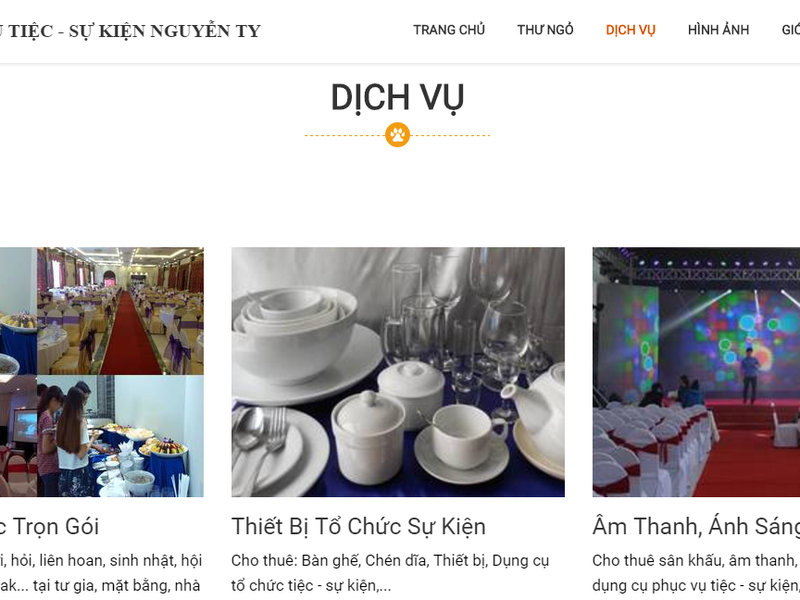 TIỆC - SỰ KIỆN NGUYỄN TY
TRANG CHỦ
THƯ NGỎ
DỊCH VỤ
HÌNH ẢNH
DỊCH VỤ
Trọn Gói
hỏi, liên hoan, sinh nhật, hội
tại tư gia, mặt bằng, nhà
Thiết Bị Tổ Chức Sự Kiện
Cho thuê: Bàn ghế, Chén dĩa, Thiết bị, Dụng cụ
tổ chức tiệc - sự kiện,...
Âm Thanh, Ánh Sáng
Cho thuê sân khấu, âm thanh,
dụng cụ phục vụ tiệc - sự kiện,